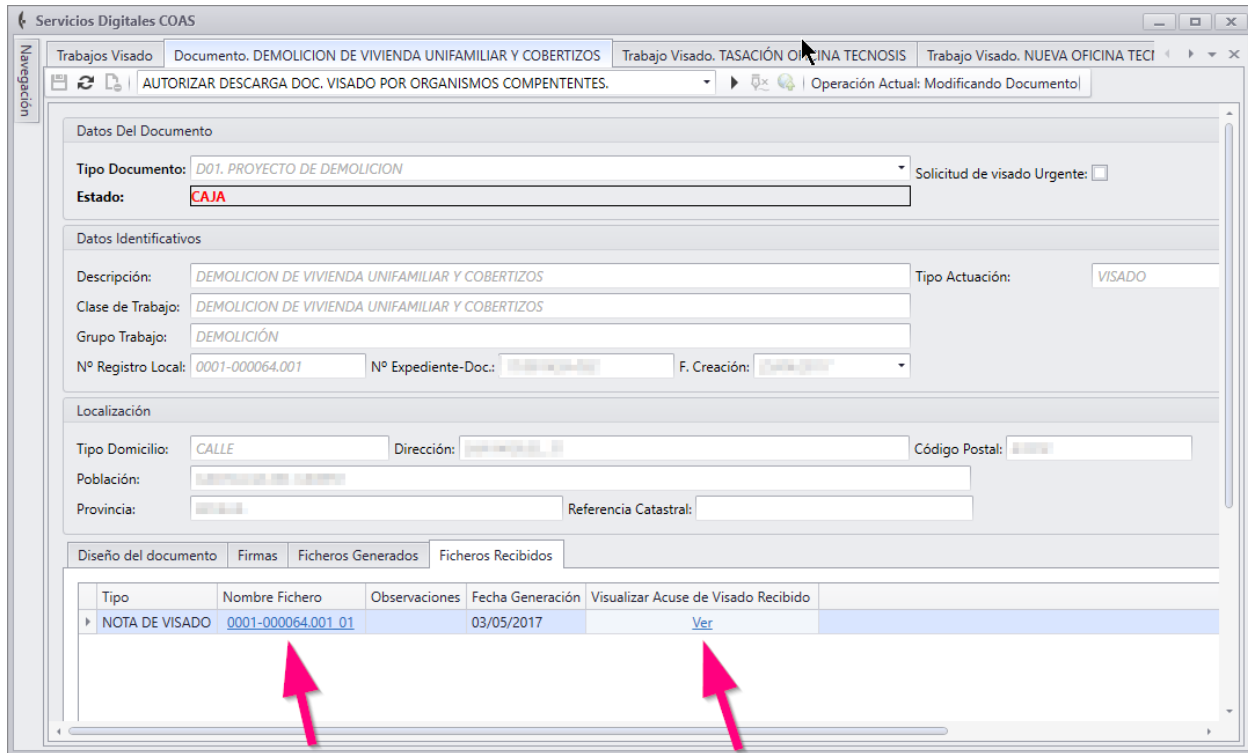 Servicios Digitales COAS
Navegación
Trabajos Visado Documento. DEMOLICION DE VIVIENDA UNIFAMILIAR Y COBERTIZOS Trabajo Visado. TASACIÓN OFICINA TECNOSIS Trabajo Visado. NUEVA OFICINA TECI
AUTORIZAR DESCARGA DOC. VISADO POR ORGANISMOS COMPENTENTES. Operación Actual: Modificando Documento
Datos Del Documento
Tipo Documento: D01. PROYECTO DE DEMOLICION Solicitud de visado Urgente:
Estado: CAJA
Datos Identificativos
Descripción: DEMOLICION DE VIVIENDA UNIFAMILIAR Y COBERTIZOS Tipo Actuación: VISADO
Clase de Trabajo: DEMOLICION DE VIVIENDA UNIFAMILIAR Y COBERTIZOS
Grupo Trabajo: DEMOLICIÓN
Nº Registro Local: 0001-000064.001 Nº Expediente-Doc.: F. Creación:
Localización
Tipo Domicilio: CALLE Dirección: Código Postal:
Población:
Provincia: Referencia Catastral:
Diseño del documento Firmas Ficheros Generados Ficheros Recibidos
Tipo Nombre Fichero Observaciones Fecha Generación Visualizar Acuse de Visado Recibido
NOTA DE VISADO 0001-000064.001_01 03/05/2017 Ver